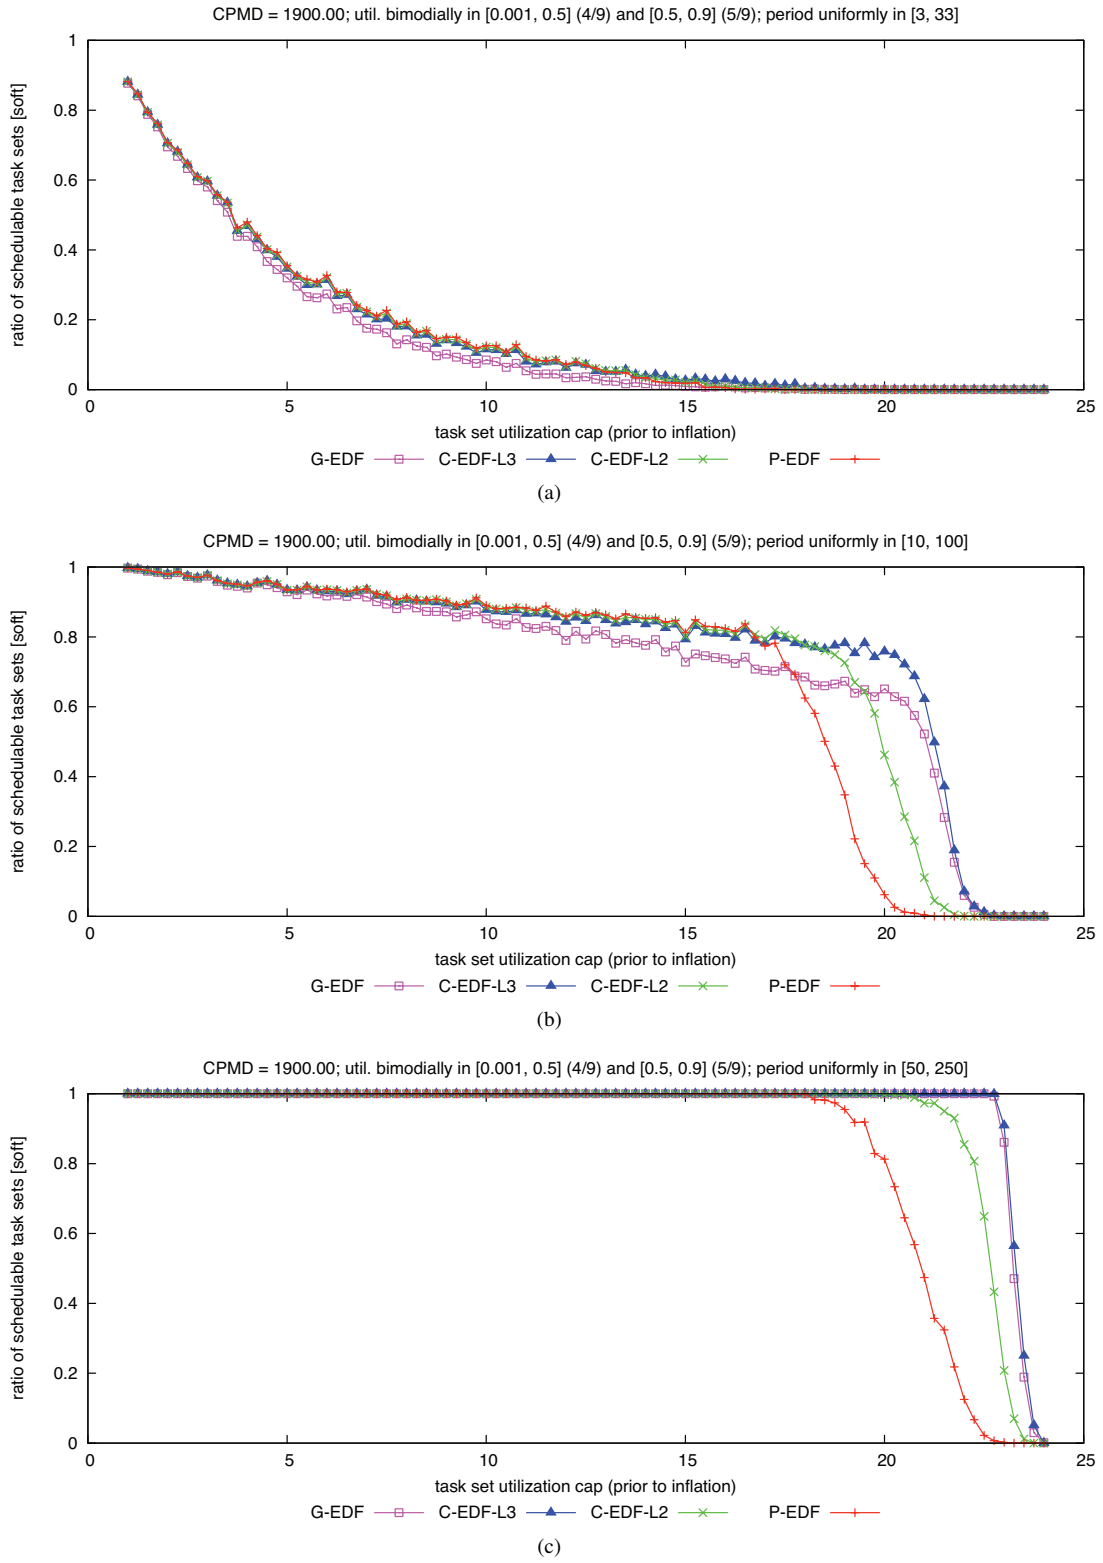 CPMD = 1900.00; util. bimodially in [0.001, 0.5] (4/9) and [0.5, 0.9] (5/9); period uniformly in [3, 33]
ratio of schedulable task sets [soft]
1
0.8
0.6
0.4
0.2
0
0 5 10 15 20 25
task set utilization cap (prior to inflation)
G-EDF C-EDF-L3 C-EDF-L2 P-EDF
(a)
CPMD = 1900.00; util. bimodially in [0.001, 0.5] (4/9) and [0.5, 0.9] (5/9); period uniformly in [10, 100]
ratio of schedulable task sets [soft]
1
0.8
0.6
0.4
0.2
0
0 5 10 15 20 25
task set utilization cap (prior to inflation)
G-EDF C-EDF-L3 C-EDF-L2 P-EDF
(b)
CPMD = 1900.00; util. bimodially in [0.001, 0.5] (4/9) and [0.5, 0.9] (5/9); period uniformly in [50, 250]
ratio of schedulable task sets [soft]
1
0.8
0.6
0.4
0.2
0
0 5 10 15 20 25
task set utilization cap (prior to inflation)
G-EDF C-EDF-L3 C-EDF-L2 P-EDF
(c)